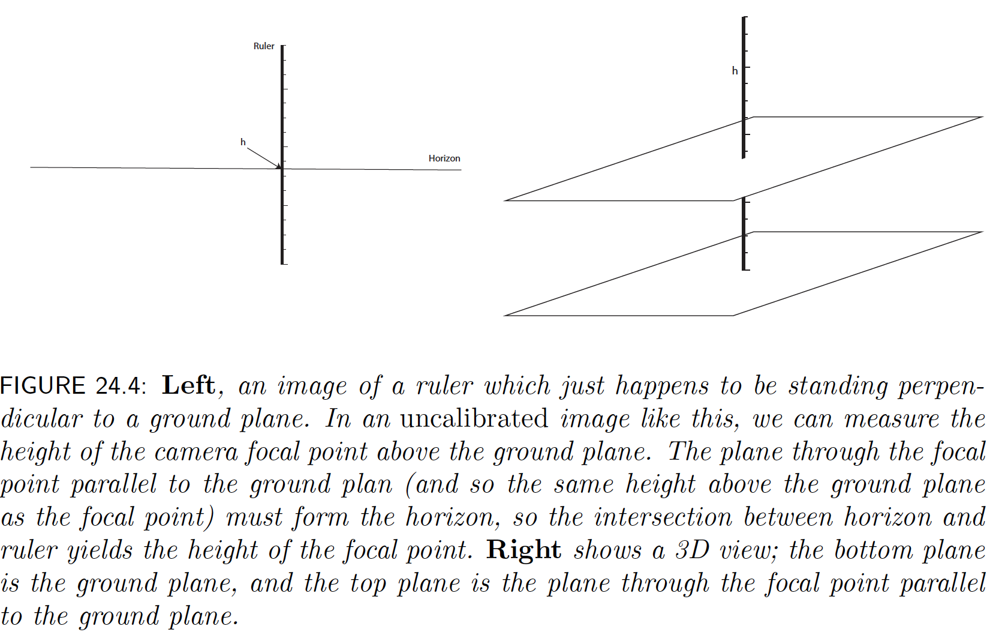 Ruler
h
h
Horizon
FIGURE 24.4: Left, an image of a ruler which just happens to be standing perpen-
dicular to a ground plane. In an uncalibrated image like this, we can measure the
height of the camera focal point above the ground plane. The plane through the focal
point parallel to the ground plan (and so the same height above the ground plane
as the focal point) must form the horizon, so the intersection between horizon and
ruler yields the height of the focal point. Right shows a 3D view; the bottom plane
is the ground plane, and the top plane is the plane through the focal point parallel
to the ground plane.